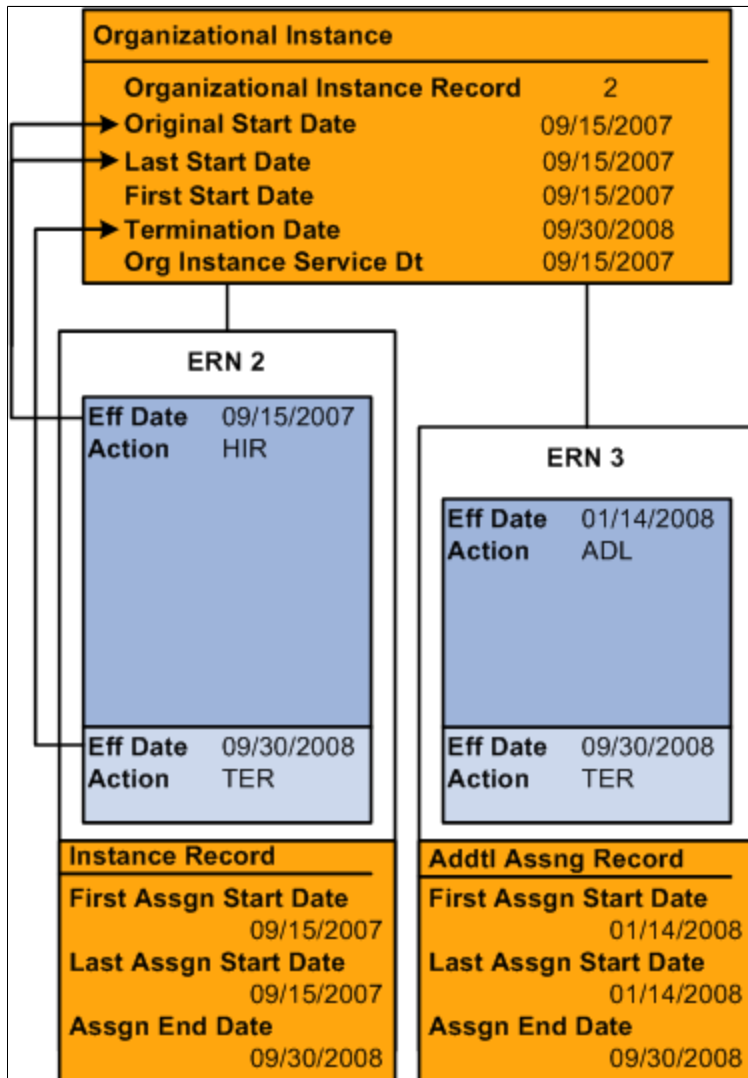 Organizational Instance
Organizational Instance Record 2
Original Start Date 09/15/2007
Last Start Date 09/15/2007
First Start Date 09/15/2007
Termination Date 09/30/2008
Org Instance Service Dt 09/15/2007
ERN 2
Eff Date 09/15/2007
Action HIR
Eff Date 09/30/2008
Action TER
Instance Record
First Assgn Start Date
09/15/2007
Last Assgn Start Date
09/15/2007
Assgn End Date
09/30/2008
ERN 3
Eff Date 01/14/2008
Action ADL
Eff Date 09/30/2008
Action TER
Addtl Assng Record
First Assgn Start Date
01/14/2008
Last Assgn Start Date
01/14/2008
Assgn End Date
09/30/2008